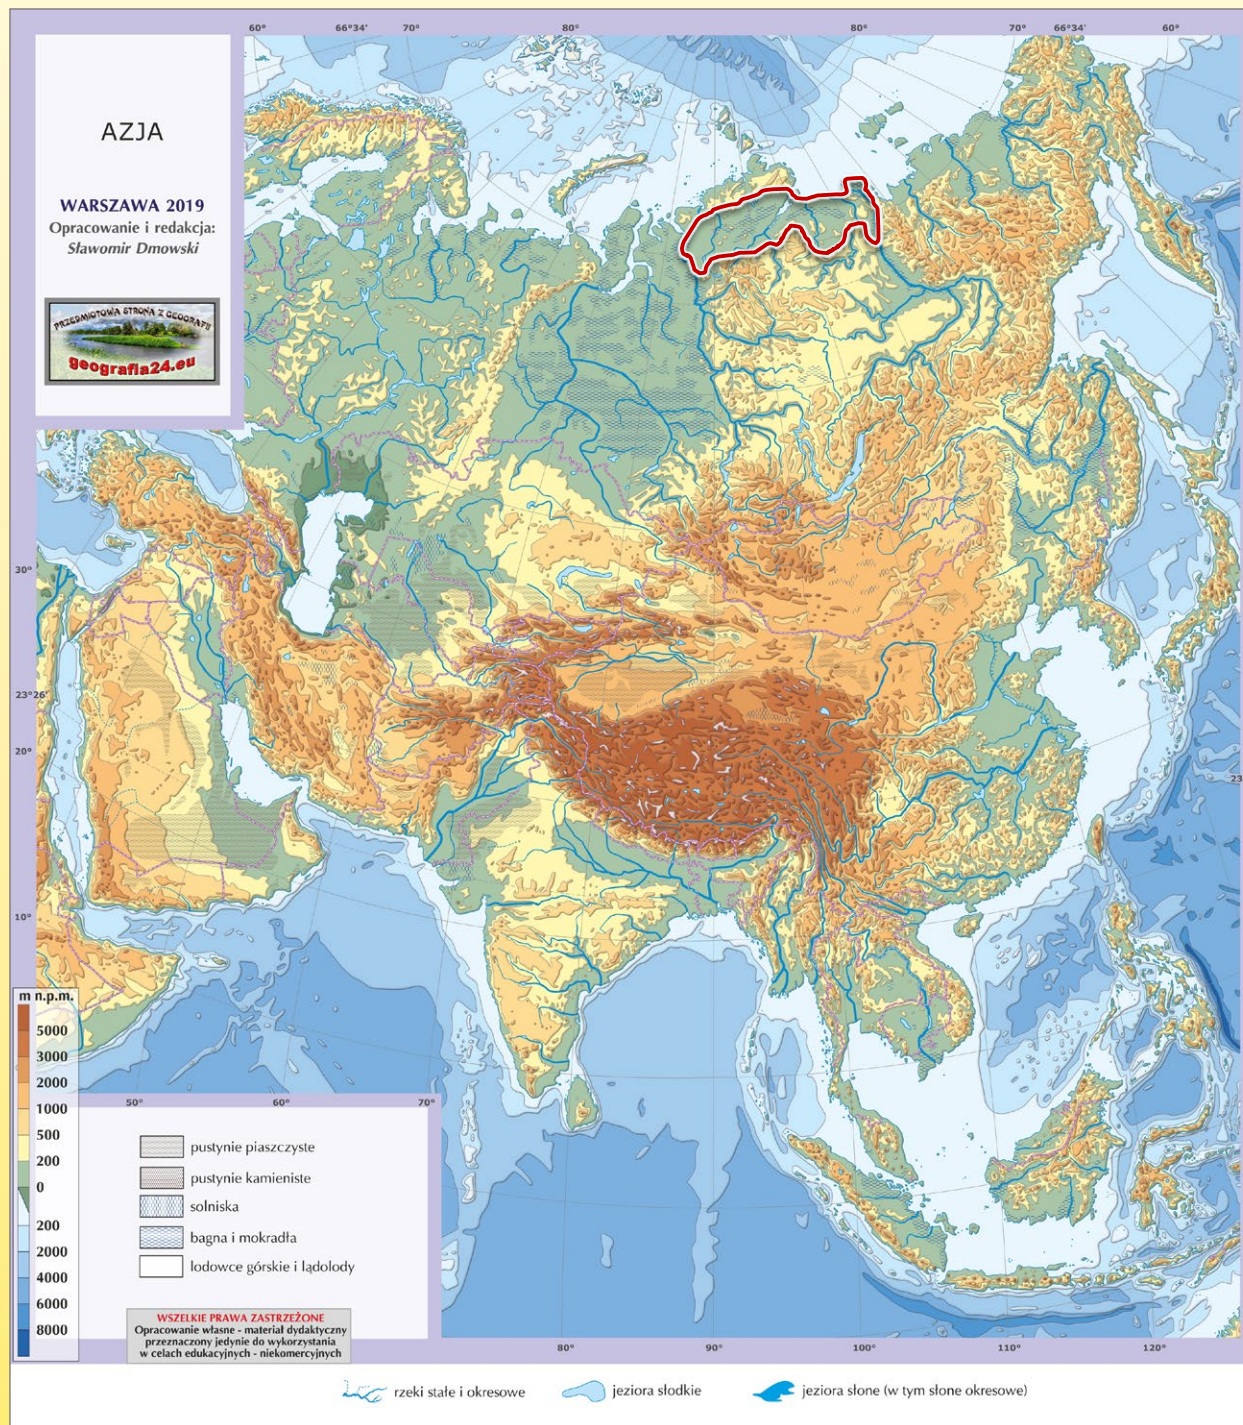 60° 66°34' 70° 80° 80° 70° 66°34' 60°
AZJA
WARSZAWA 2019
Opracowanie i redakcja:
Sławomir Dmowski
PRZEDMIOTOWA STRONA Z GEOGRAFII
geografia24.eu
30°
23°26'
20°
23
10°
m n.p.m.
5000
3000
2000
1000
500
200
0
200
2000
4000
6000
8000
50° 60° 70°
pustynie piaszczyste
pustynie kamieniste
solniska
bagna i mokradła
lodowce górskie i lądolody
WSZELKIE PRAWA ZASTRZEŻONE
Opracowanie własne - materiał dydaktyczny
przeznaczony jedynie do wykorzystania
w celach edukacyjnych - niekomercyjnych
80° 90° 100° 110° 120°
rzeki stałe i okresowe jeziora słodkie jeziora słone (w tym słone okresowe)